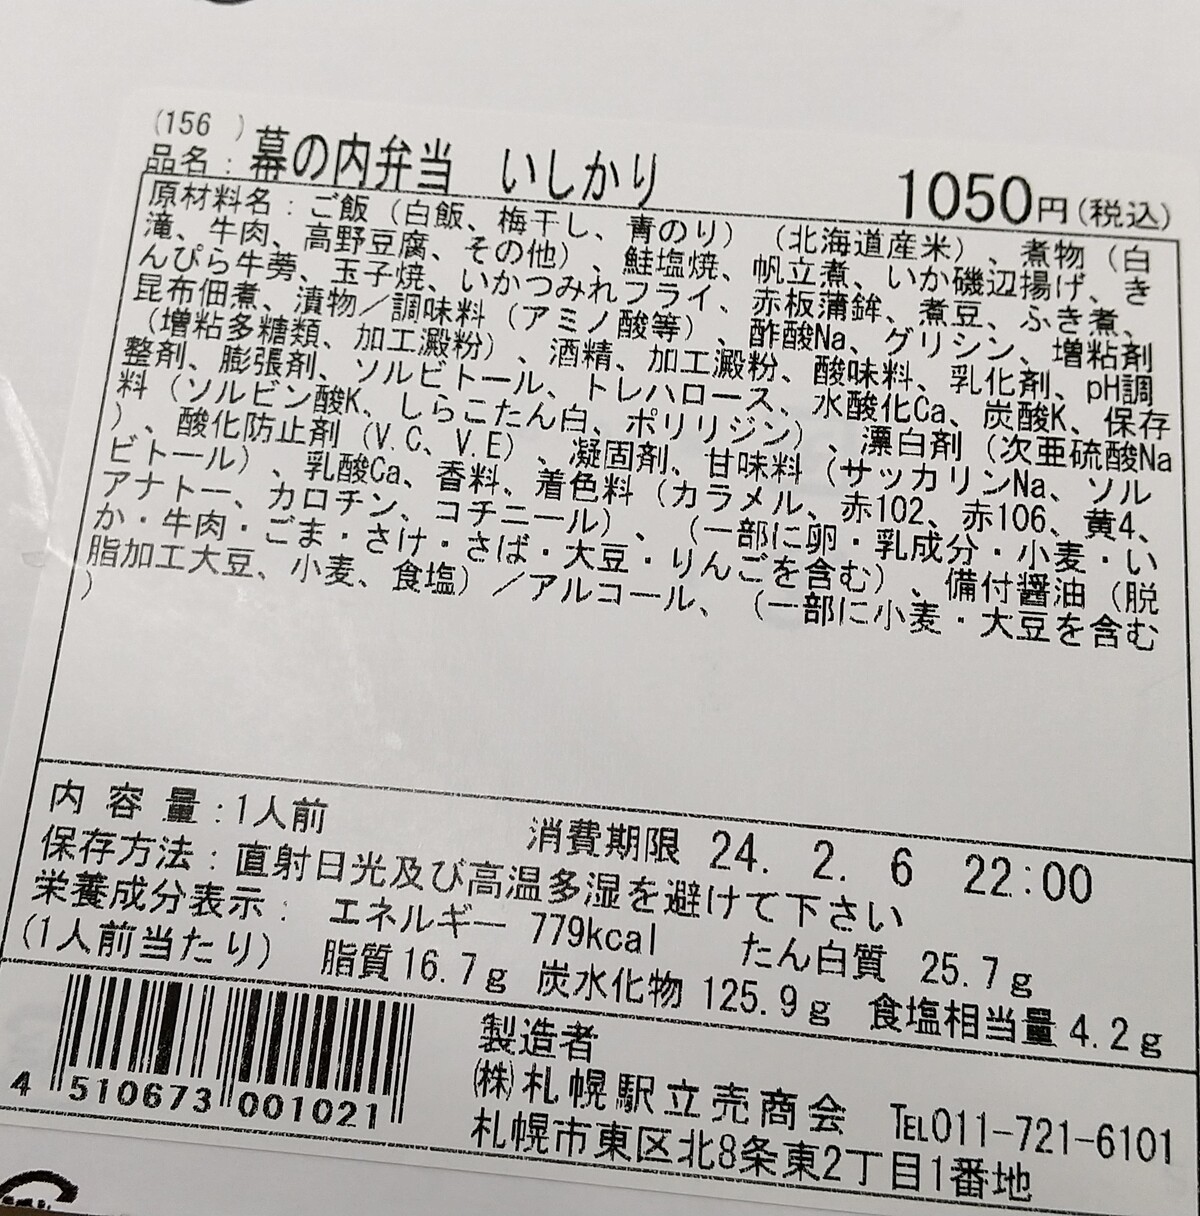 (156　)
品名：幕の内弁当　いしかり　1050円(税込)
原材料名：ご飯（白飯、梅干し、青のり）（北海道産米）、煮物（白
滝、牛肉、高野豆腐、その他）、鮭塩焼、帆立煮、いか磯辺揚げ、き
んぴら牛蒡、玉子焼、いかつみれフライ、赤板蒲鉾、煮豆、ふき煮、
昆布佃煮、漬物／調味料（アミノ酸等）、酢酸Na、グリシン、増粘剤
（増粘多糖類、加工澱粉）、酒精、加工澱粉、酸味料、乳化剤、pH調
整剤、膨張剤、ソルビトール、トレハロース、水酸化Ca、炭酸K、保存
料（ソルビン酸K、しらこたん白、ポリリジン）、漂白剤（次亜硫酸Na
）、酸化防止剤（V.C、V.E）、凝固剤、甘味料（サッカリンNa、ソル
ビトール）、乳酸Ca、香料、着色料（カラメル、赤102、赤106、黄4、
アナトー、カロチン、コチニール）、（一部に卵・乳成分・小麦・い
か・牛肉・ごま・さけ・さば・大豆・りんごを含む）、備付醤油（脱
脂加工大豆、小麦、食塩）／アルコール、（一部に小麦・大豆を含む
）
内 容 量：1人前　消費期限 24. 2. 6 22:00
保存方法：直射日光及び高温多湿を避けて下さい
栄養成分表示：　エネルギー 779kcal　たん白質 25.7g
(1人前当たり)　脂質16.7g 炭水化物 125.9g 食塩相当量4.2g
4 510673 001021
製造者
(株)札幌駅立売商会　TEL011-721-6101
札幌市東区北8条東2丁目1番地